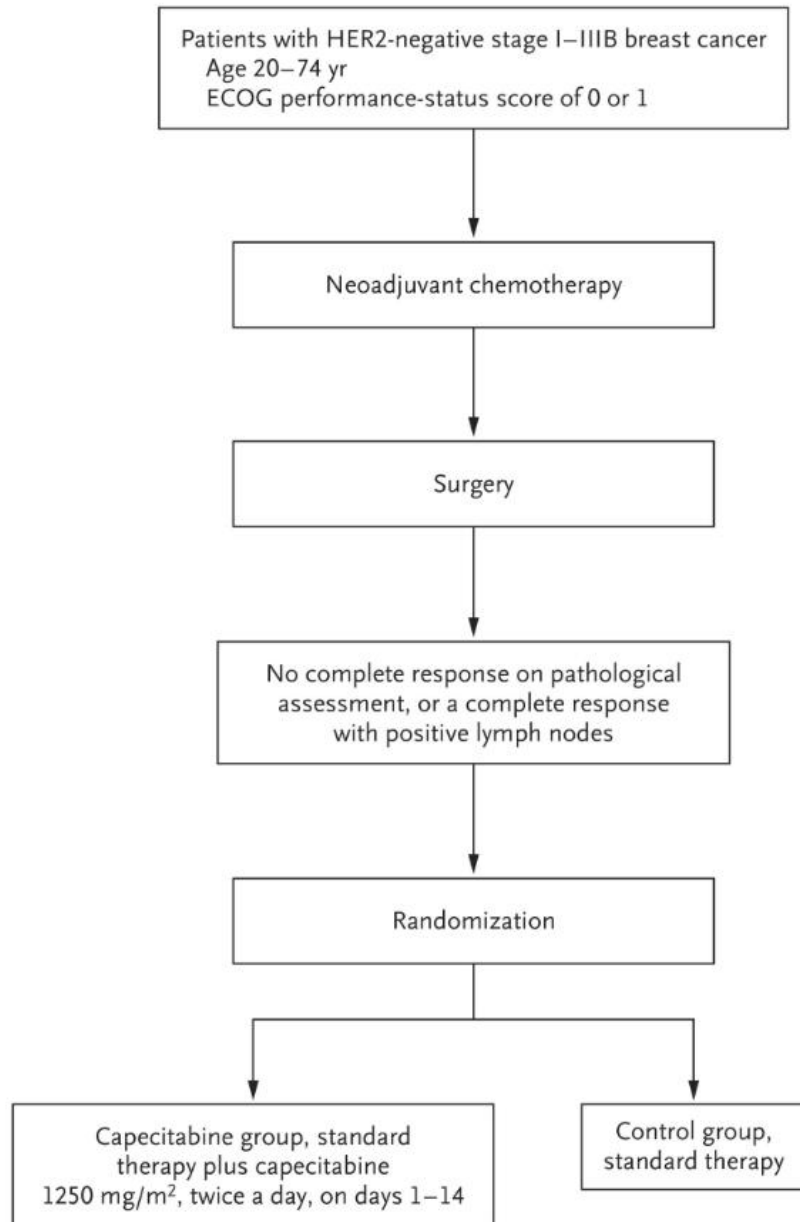 Patients with HER2-negative stage I–IIIB breast cancer
Age 20–74 yr
ECOG performance-status score of 0 or 1
Neoadjuvant chemotherapy
Surgery
No complete response on pathological
assessment, or a complete response
with positive lymph nodes
Randomization
Capecitabine group, standard
therapy plus capecitabine
1250 mg/m², twice a day, on days 1–14
Control group,
standard therapy